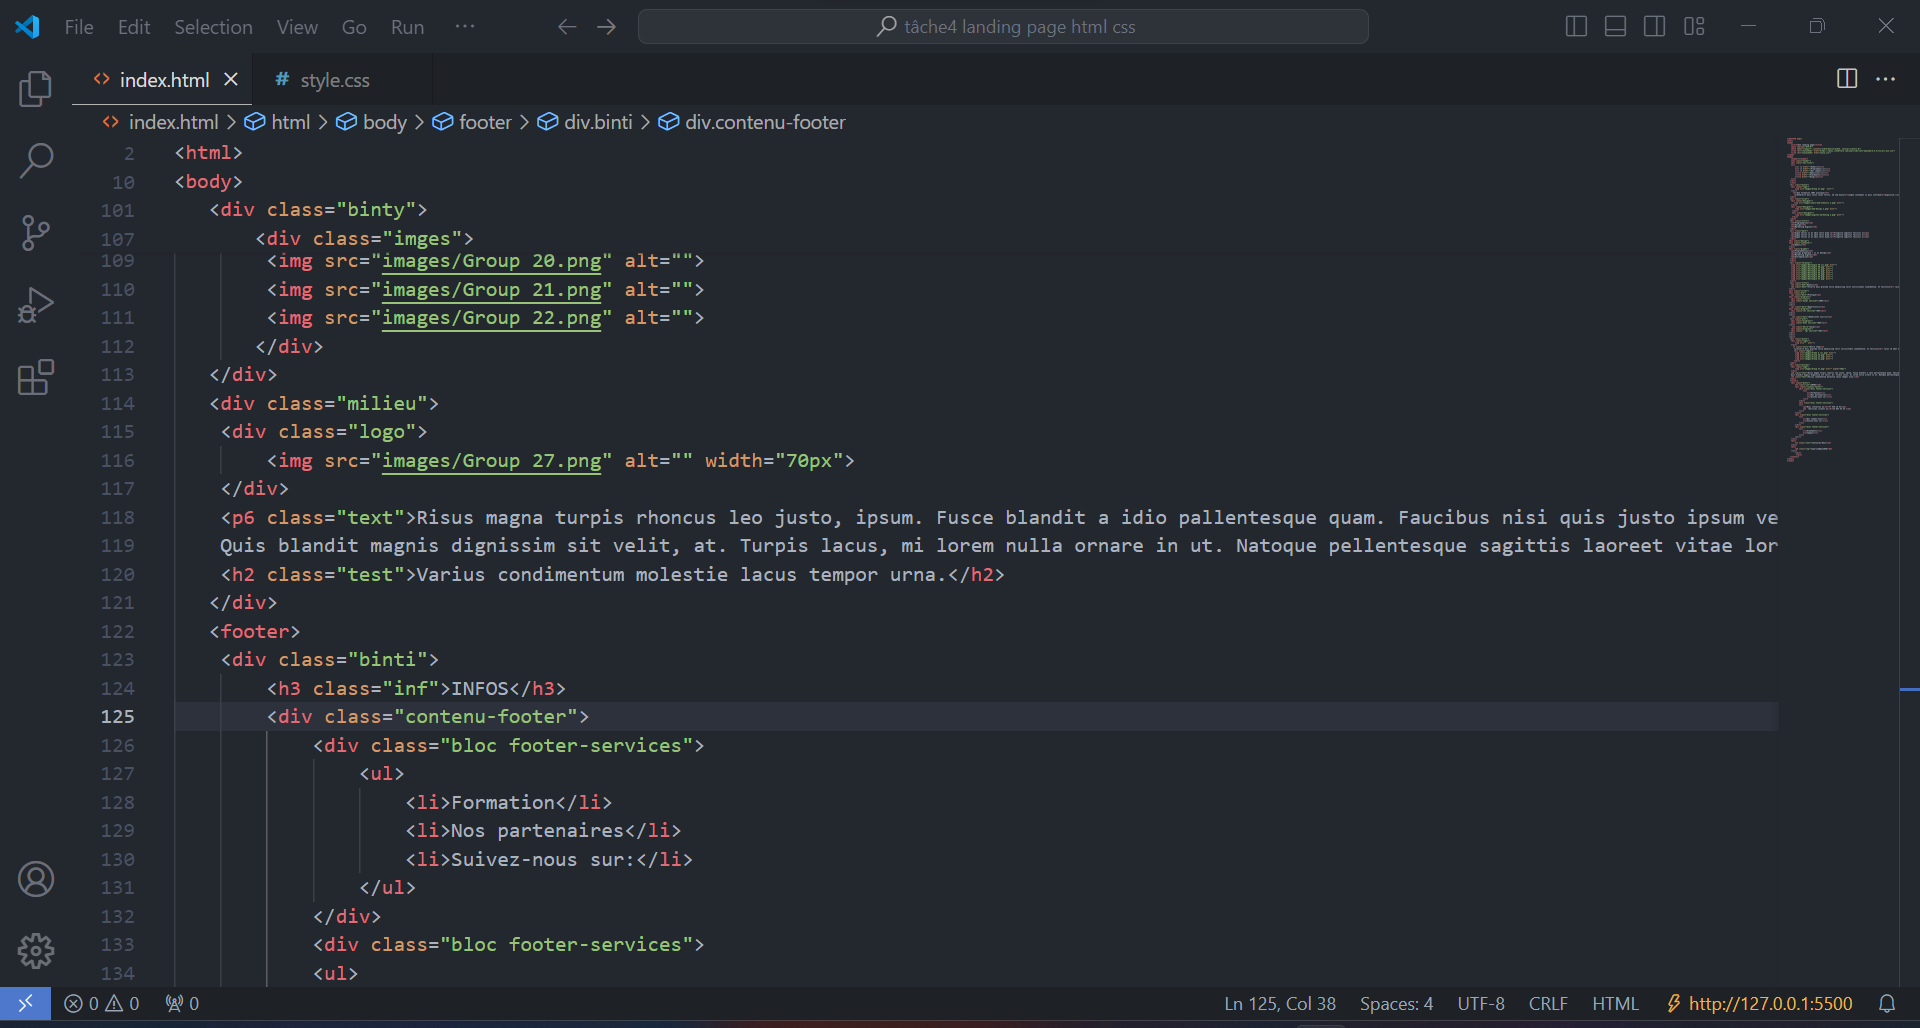 File Edit Selection View Go Run ··· tâche4 landing page html css
index.html # style.css
index.html > html > body > footer > div.binti > div.contenu-footer
2 <html>
10 <body>
101 <div class="binty">
107 <div class="imges">
109 <img src="images/Group 20.png" alt="">
110 <img src="images/Group 21.png" alt="">
111 <img src="images/Group 22.png" alt="">
112 </div>
113 </div>
114 <div class="milieu">
115 <div class="logo">
116 <img src="images/Group 27.png" alt="" width="70px">
117 </div>
118 <p6 class="text">Risus magna turpis rhoncus leo justo, ipsum. Fusce blandit a idio pallentesque quam. Faucibus nisi quis justo ipsum ve
119 Quis blandit magnis dignissim sit velit, at. Turpis lacus, mi lorem nulla ornare in ut. Natoque pellentesque sagittis laoreet vitae lor
120 <h2 class="test">Varius condimentum molestie lacus tempor urna.</h2>
121 </div>
122 <footer>
123 <div class="binti">
124 <h3 class="inf">INFOS</h3>
125 <div class="contenu-footer">
126 <div class="bloc footer-services">
127 <ul>
128 <li>Formation</li>
129 <li>Nos partenaires</li>
130 <li>Suivez-nous sur:</li>
131 </ul>
132 </div>
133 <div class="bloc footer-services">
134 <ul>
0 0 0 Ln 125, Col 38 Spaces: 4 UTF-8 CRLF HTML http://127.0.0.1:5500